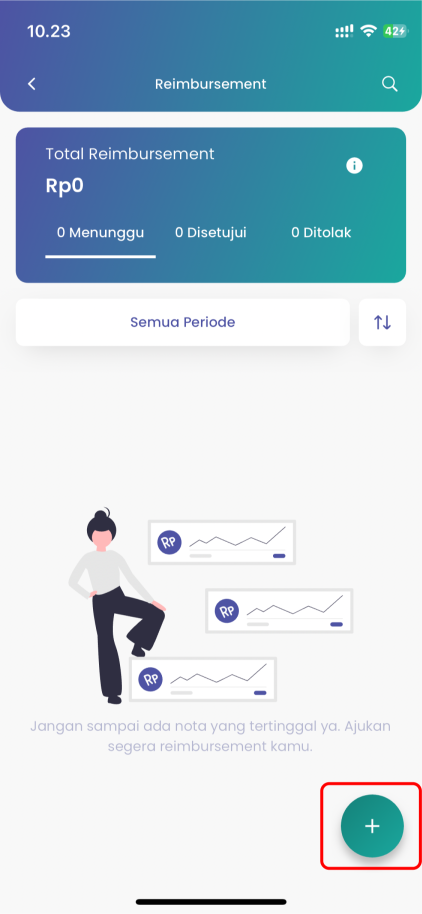 10.23
42
Reimbursement
Total Reimbursement
Rp0
0 Menunggu 0 Disetujui 0 Ditolak
Semua Periode
RP
RP
RP
Jangan sampai ada nota yang tertinggal ya. Ajukan
segera reimbursement kamu.
+